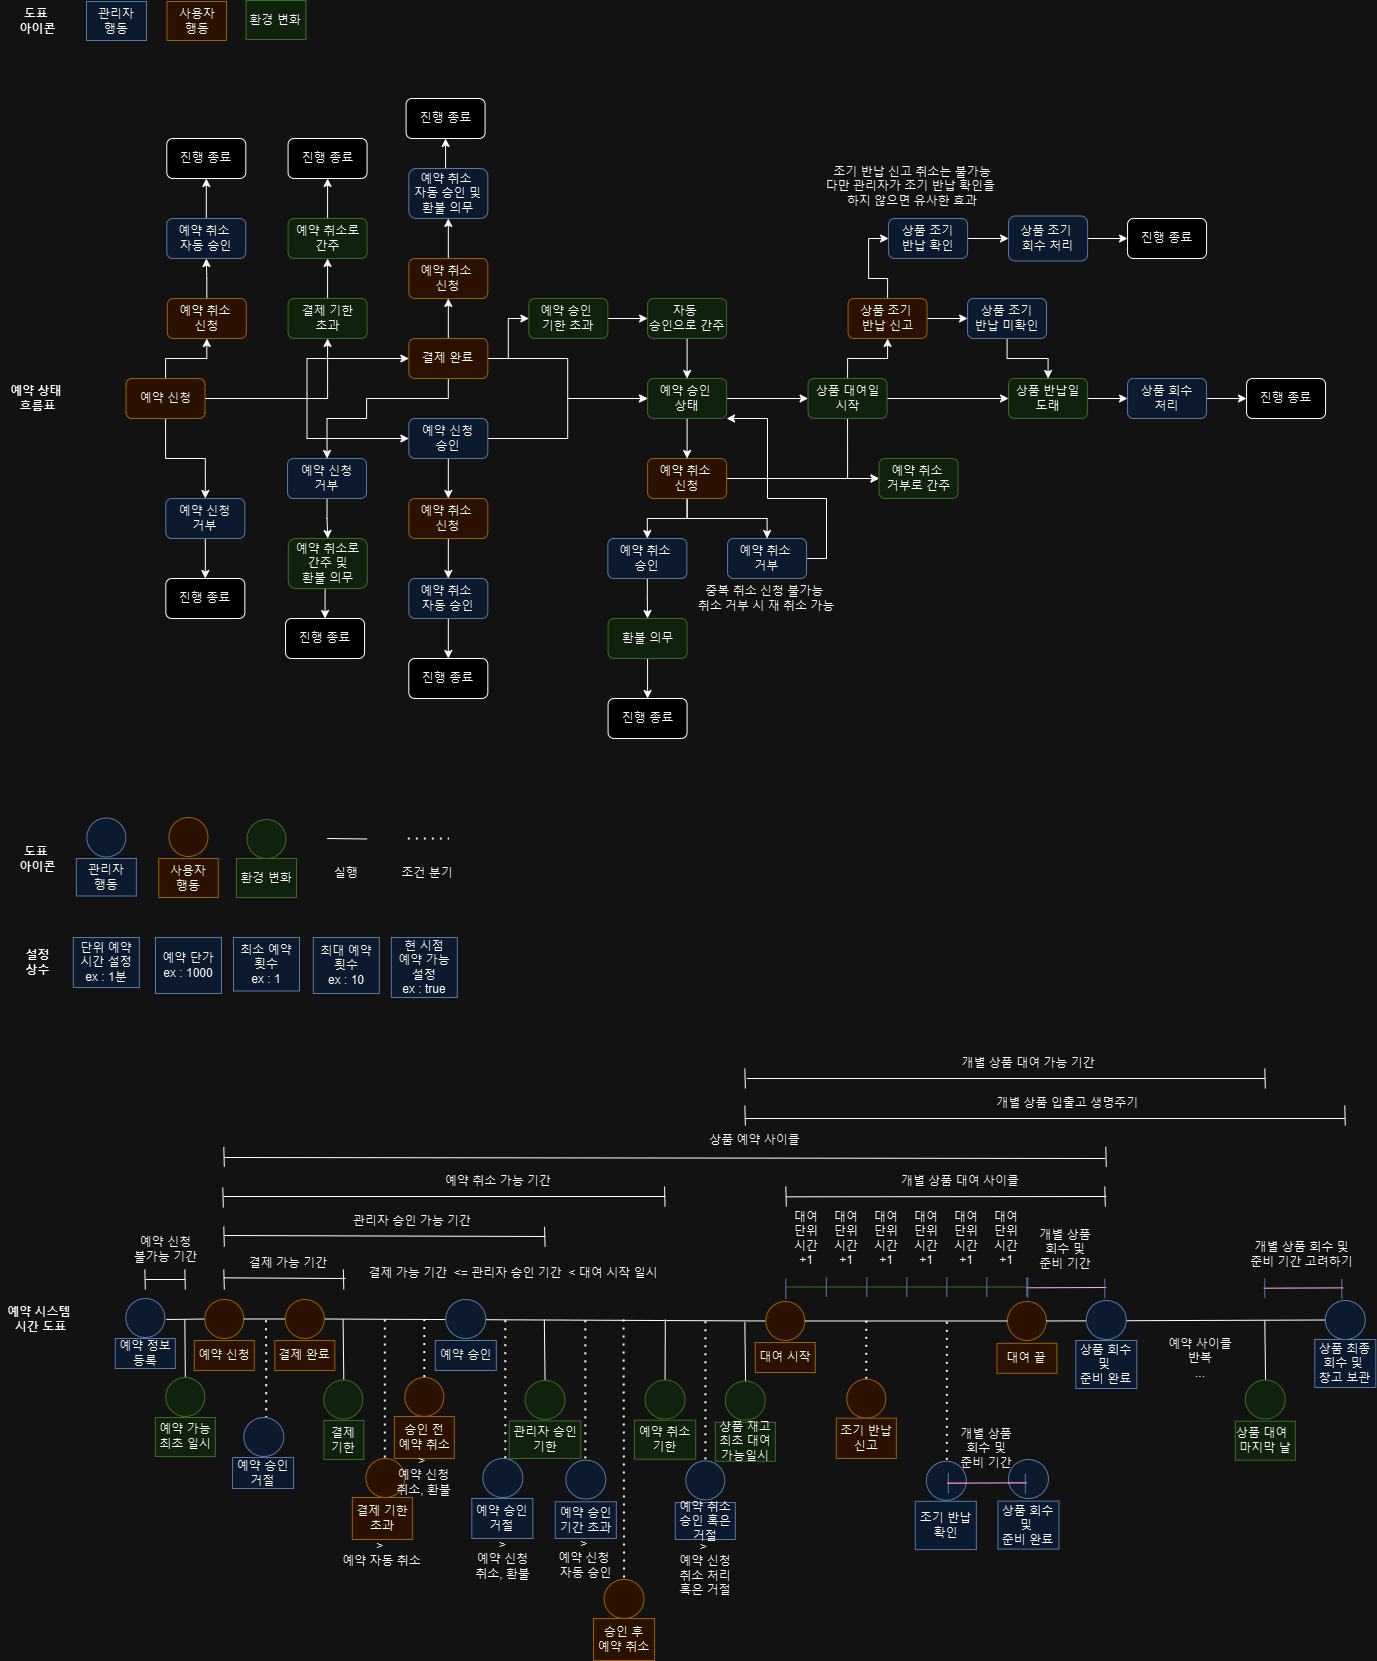 도표
아이콘
관리자
행동
사용자
행동
환경 변화
진행 종료
진행 종료
진행 종료
예약 취소
자동 승인 및
환불 의무
예약 취소
자동 승인
예약 취소로
간주
예약 취소
신청
조기 반납 신고 취소는 불가능
다만 관리자가 조기 반납 확인을
하지 않으면 유사한 효과
상품 조기
반납 확인
상품 조기
회수 처리
진행 종료
예약 취소
신청
결제 기한
초과
예약 승인
기한 초과
자동
승인으로 간주
상품 조기
반납 신고
상품 조기
반납 미확인
결제 완료
예약 상태
흐름표
예약 신청
예약 승인
상태
상품 대여일
시작
상품 반납일
도래
상품 회수
처리
진행 종료
예약 신청
승인
예약 신청
거부
예약 취소
신청
예약 취소
거부로 간주
예약 신청
거부
예약 취소
신청
예약 취소로
간주 및
환불 의무
예약 취소
승인
예약 취소
거부
중복 취소 신청 불가능
취소 거부 시 재 취소 가능
진행 종료
예약 취소
자동 승인
진행 종료
환불 의무
진행 종료
진행 종료
도표
아이콘
관리자
행동
사용자
행동
환경 변화
실행
조건 분기
설정
상수
단위 예약
시간 설정
ex : 1분
예약 단가
ex : 1000
최소 예약
횟수
ex : 1
최대 예약
횟수
ex : 10
현 시점
예약 가능
설정
ex : true
개별 상품 대여 가능 기간
개별 상품 입출고 생명주기
상품 예약 사이클
예약 취소 가능 기간
개별 상품 대여 사이클
관리자 승인 가능 기간
대여
단위
시간
+1
대여
단위
시간
+1
대여
단위
시간
+1
대여
단위
시간
+1
대여
단위
시간
+1
대여
단위
시간
+1
개별 상품
회수 및
준비 기간
예약 신청
불가능 기간
결제 가능 기간
결제 가능 기간 <= 관리자 승인 기간 < 대여 시작 일시
개별 상품 회수 및
준비 기간 고려하기
예약 시스템
시간 도표
예약 정보
등록
예약 신청
결제 완료
예약 승인
대여 시작
대여 끝
상품 회수
및
준비 완료
예약 사이클
반복
...
상품 최종
회수 및
창고 보관
예약 가능
최초 일시
예약 승인
거절
결제
기한
승인 전
예약 취소
>
예약 신청
취소, 환불
관리자 승인
기한
예약 취소
기한
상품 재고
최초 대여
가능일시
조기 반납
신고
개별 상품
회수 및
준비 기간
상품 대여
마지막 날
결제 기한
초과
>
예약 자동 취소
예약 승인
거절
>
예약 신청
취소, 환불
예약 승인
기간 초과
>
예약 신청
자동 승인
예약 취소
승인 혹은
거절
>
예약 신청
취소 처리
혹은 거절
조기 반납
확인
상품 회수
및
준비 완료
승인 후
예약 취소